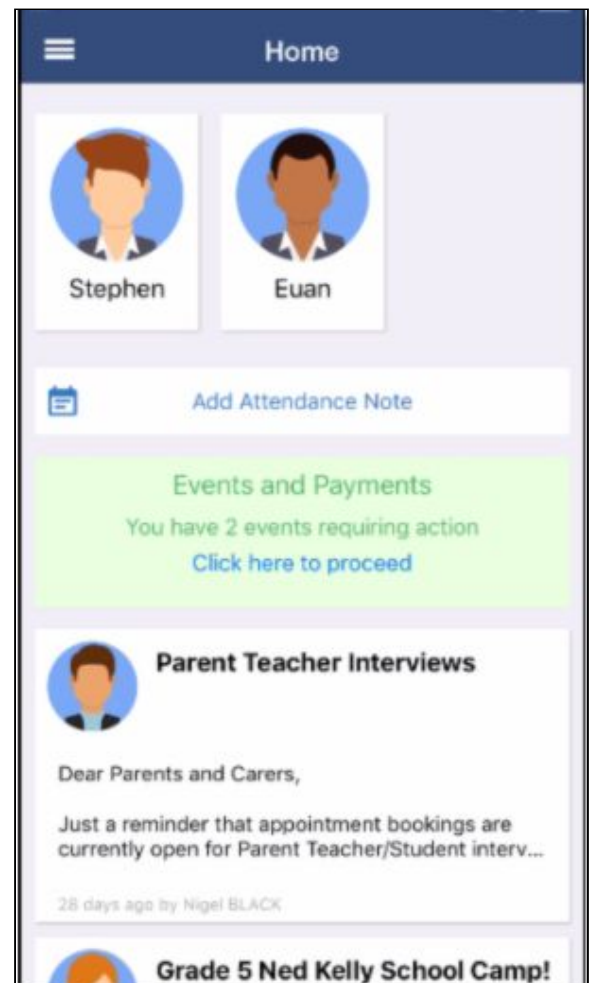 Home
Stephen
Euan
Add Attendance Note
Events and Payments
You have 2 events requiring action
Click here to proceed
Parent Teacher Interviews
Dear Parents and Carers,
Just a reminder that appointment bookings are
currently open for Parent Teacher/Student interv...
28 days ago by Nigel BLACK
Grade 5 Ned Kelly School Camp!